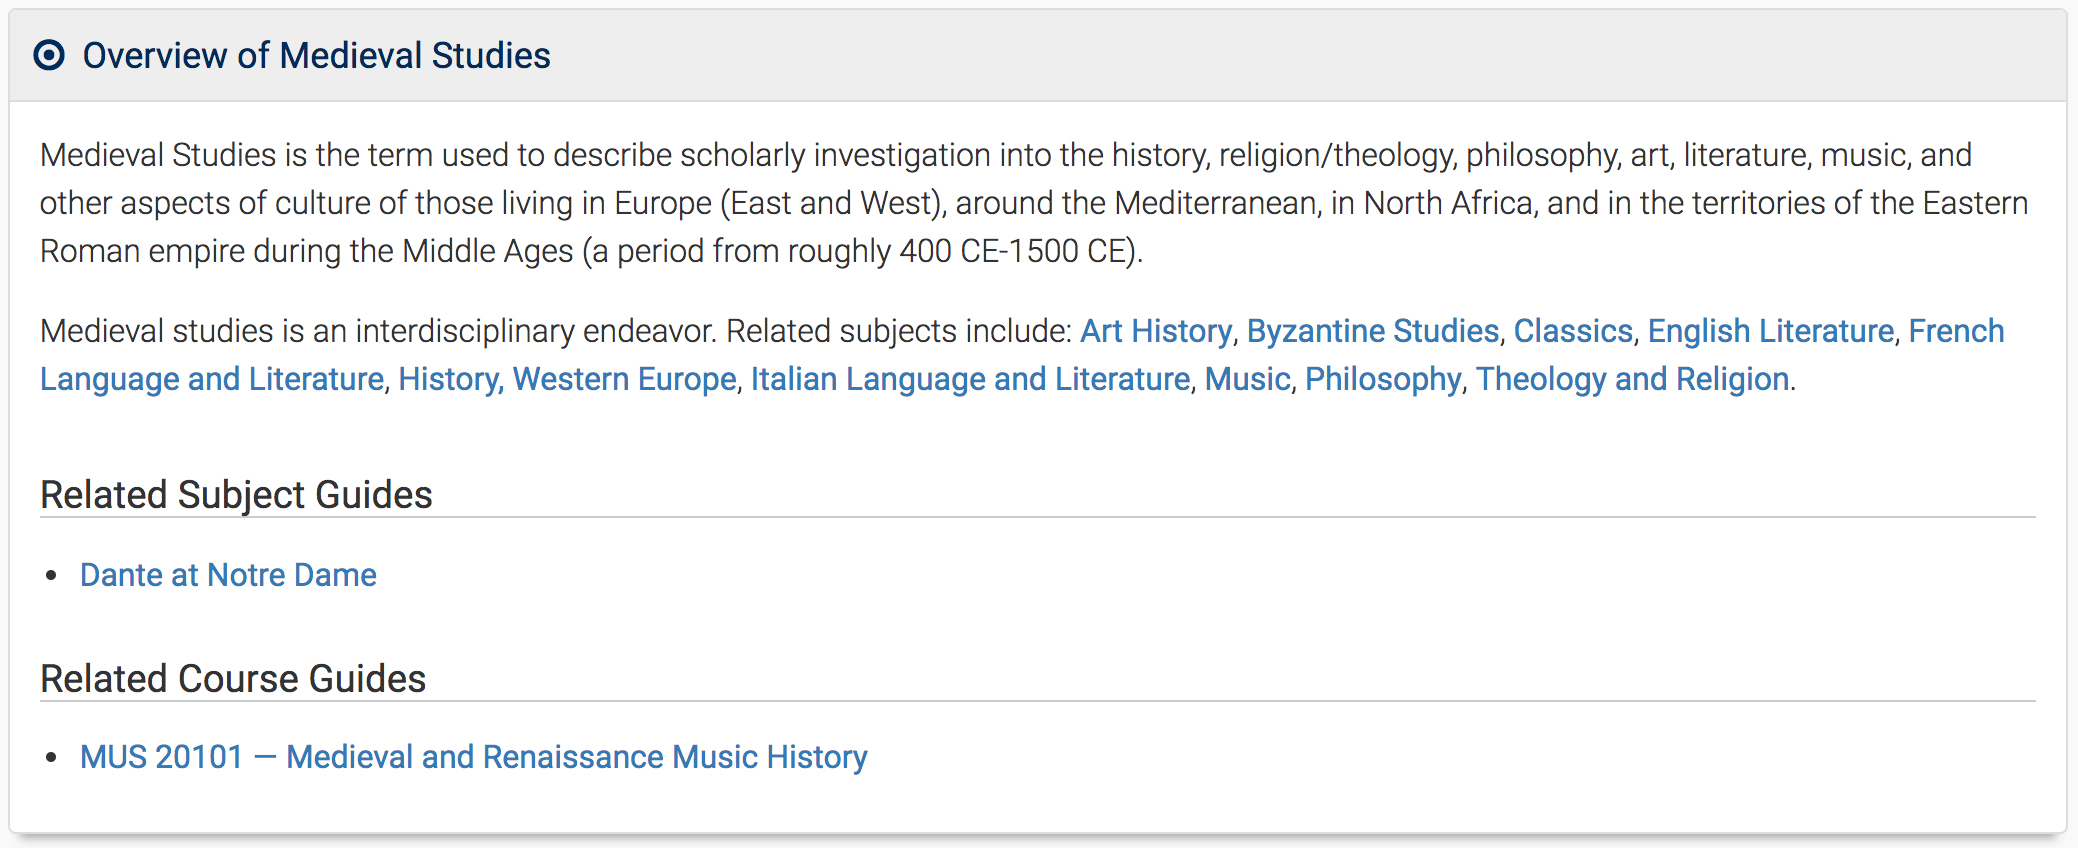 Overview of Medieval Studies
Medieval Studies is the term used to describe scholarly investigation into the history, religion/theology, philosophy, art, literature, music, and
other aspects of culture of those living in Europe (East and West), around the Mediterranean, in North Africa, and in the territories of the Eastern
Roman empire during the Middle Ages (a period from roughly 400 CE-1500 CE).
Medieval studies is an interdisciplinary endeavor. Related subjects include: Art History, Byzantine Studies, Classics, English Literature, French
Language and Literature, History, Western Europe, Italian Language and Literature, Music, Philosophy, Theology and Religion.
Related Subject Guides
• Dante at Notre Dame
Related Course Guides
• MUS 20101 — Medieval and Renaissance Music History